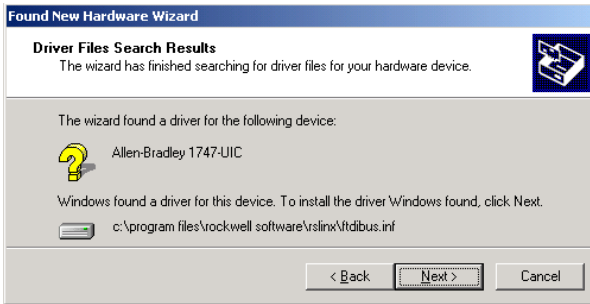 Found New Hardware Wizard
Driver Files Search Results
The wizard has finished searching for driver files for your hardware device.
The wizard found a driver for the following device:
Allen-Bradley 1747-UIC
Windows found a driver for this device. To install the driver Windows found, click Next.
c:\program files\rockwell software\rslinx\ftdibus.inf
< Back
Next >
Cancel